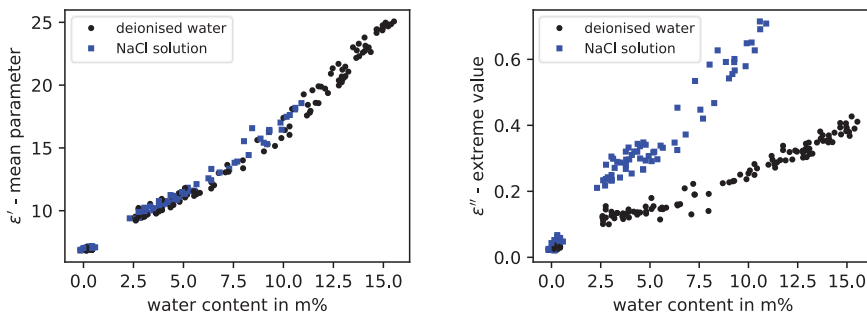 deionised water
NaCl solution
25
20
15
10
ε′ - mean parameter
0.0 2.5 5.0 7.5 10.0 12.5 15.0
water content in m%
deionised water
NaCl solution
0.6
0.4
0.2
0.0
ε′′ - extreme value
0.0 2.5 5.0 7.5 10.0 12.5 15.0
water content in m%